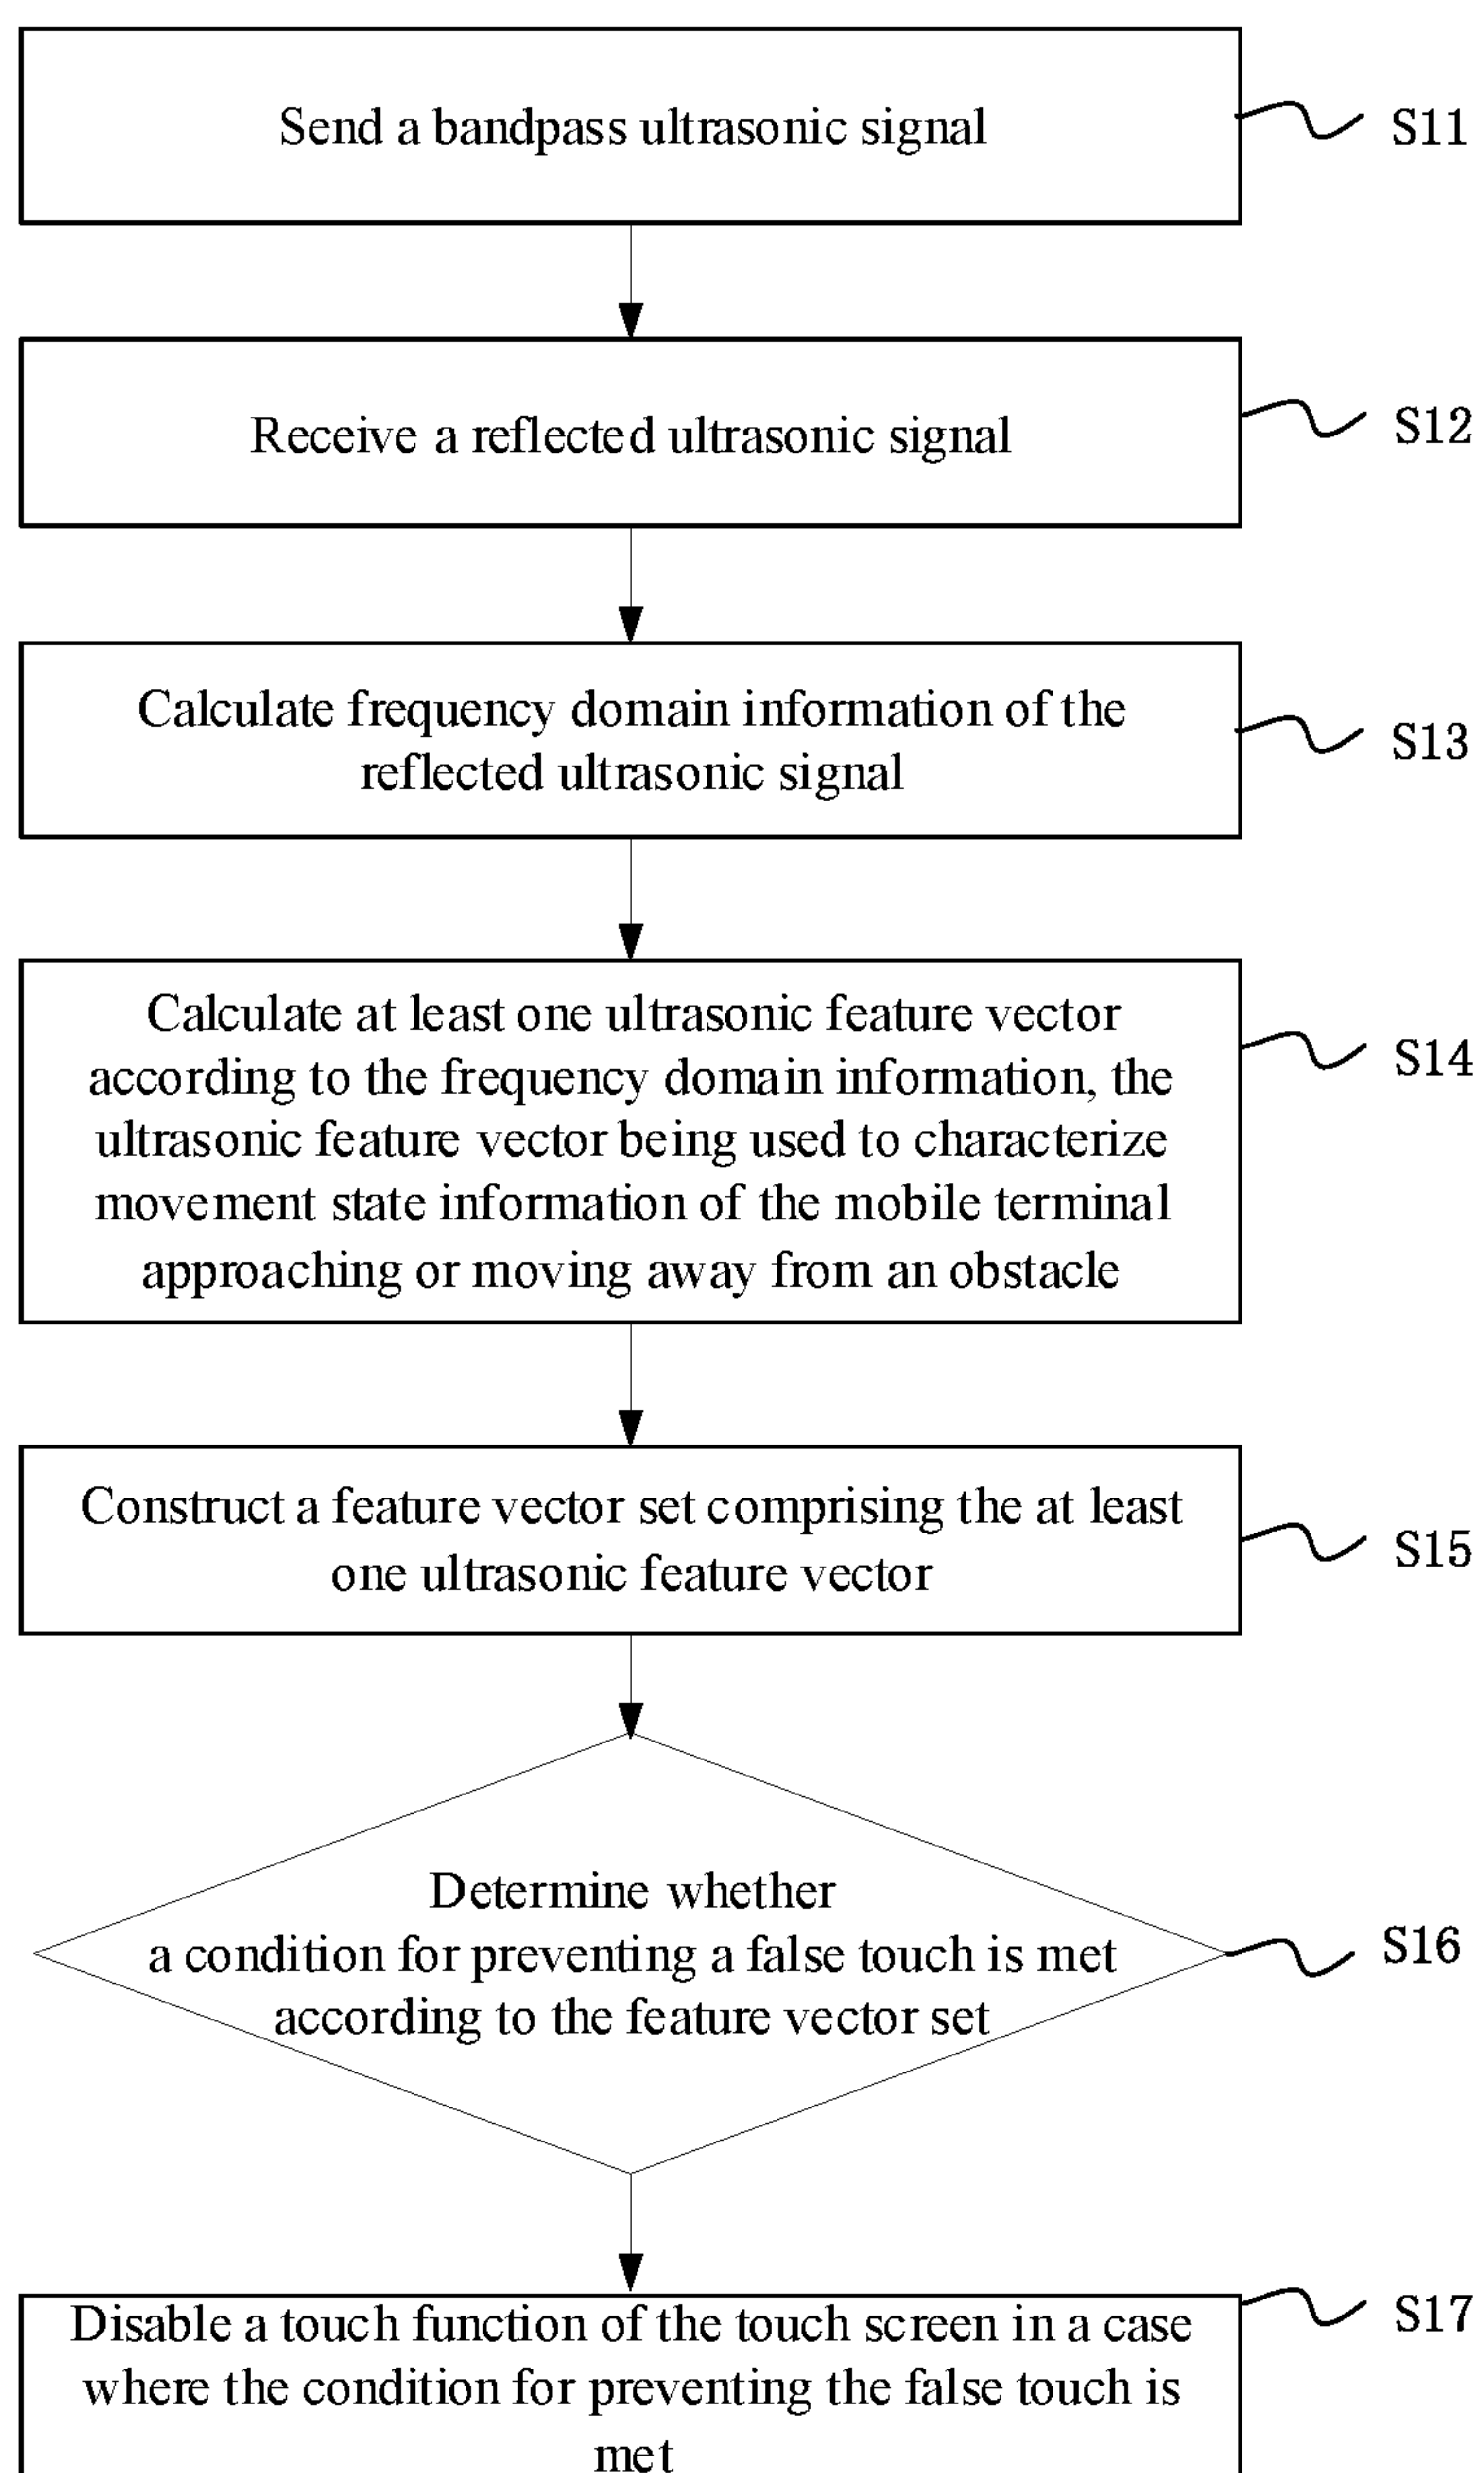 Send a bandpass ultrasonic signal
S11
Receive a reflected ultrasonic signal
S12
Calculate frequency domain information of the
reflected ultrasonic signal
S13
Calculate at least one ultrasonic feature vector
according to the frequency domain information, the
ultrasonic feature vector being used to characterize
movement state information of the mobile terminal
approaching or moving away from an obstacle
S14
Construct a feature vector set comprising the at least
one ultrasonic feature vector
S15
Determine whether
a condition for preventing a false touch is met
according to the feature vector set
S16
Disable a touch function of the touch screen in a case
where the condition for preventing the false touch is
met
S17